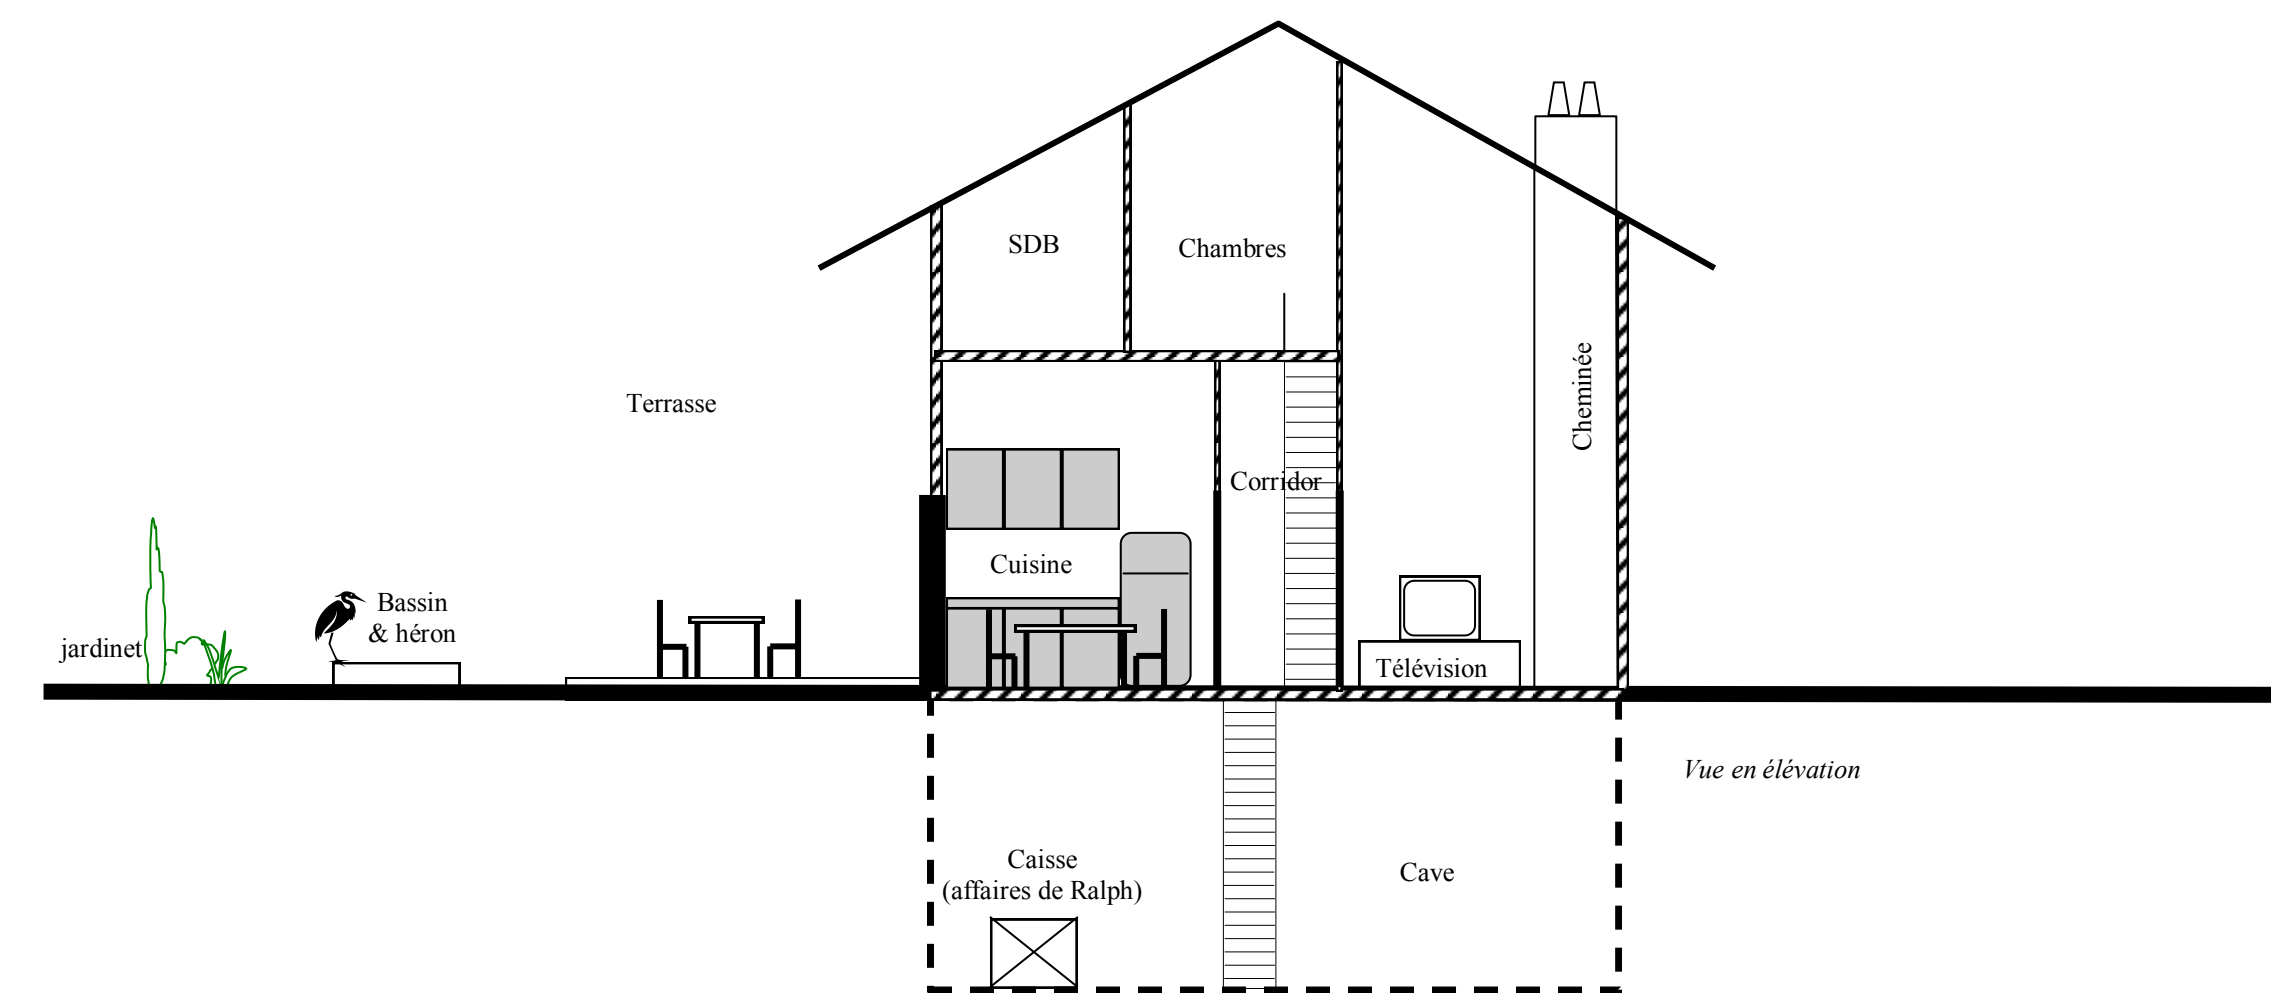 SDB
Chambres
Terrasse
Cheminée
Corridor
Cuisine
Bassin
& héron
jardinet
Télévision
Vue en élévation
Caisse
(affaires de Ralph)
Cave